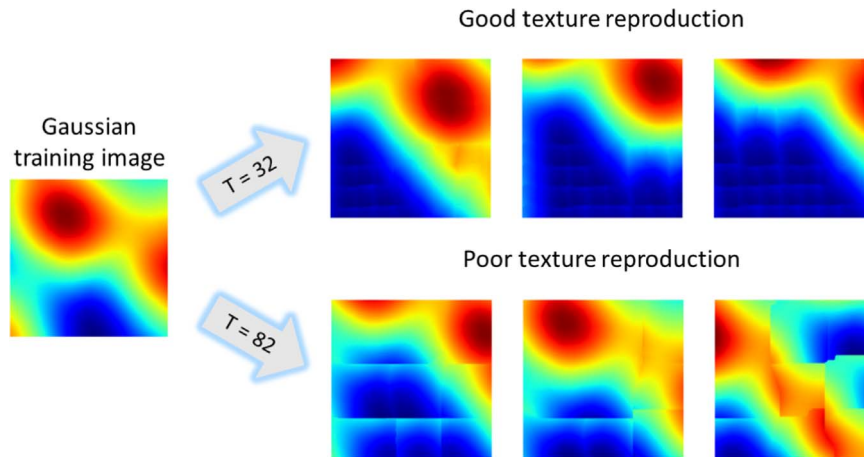 Good texture reproduction
Gaussian
training image
T = 32
Poor texture reproduction
T = 82